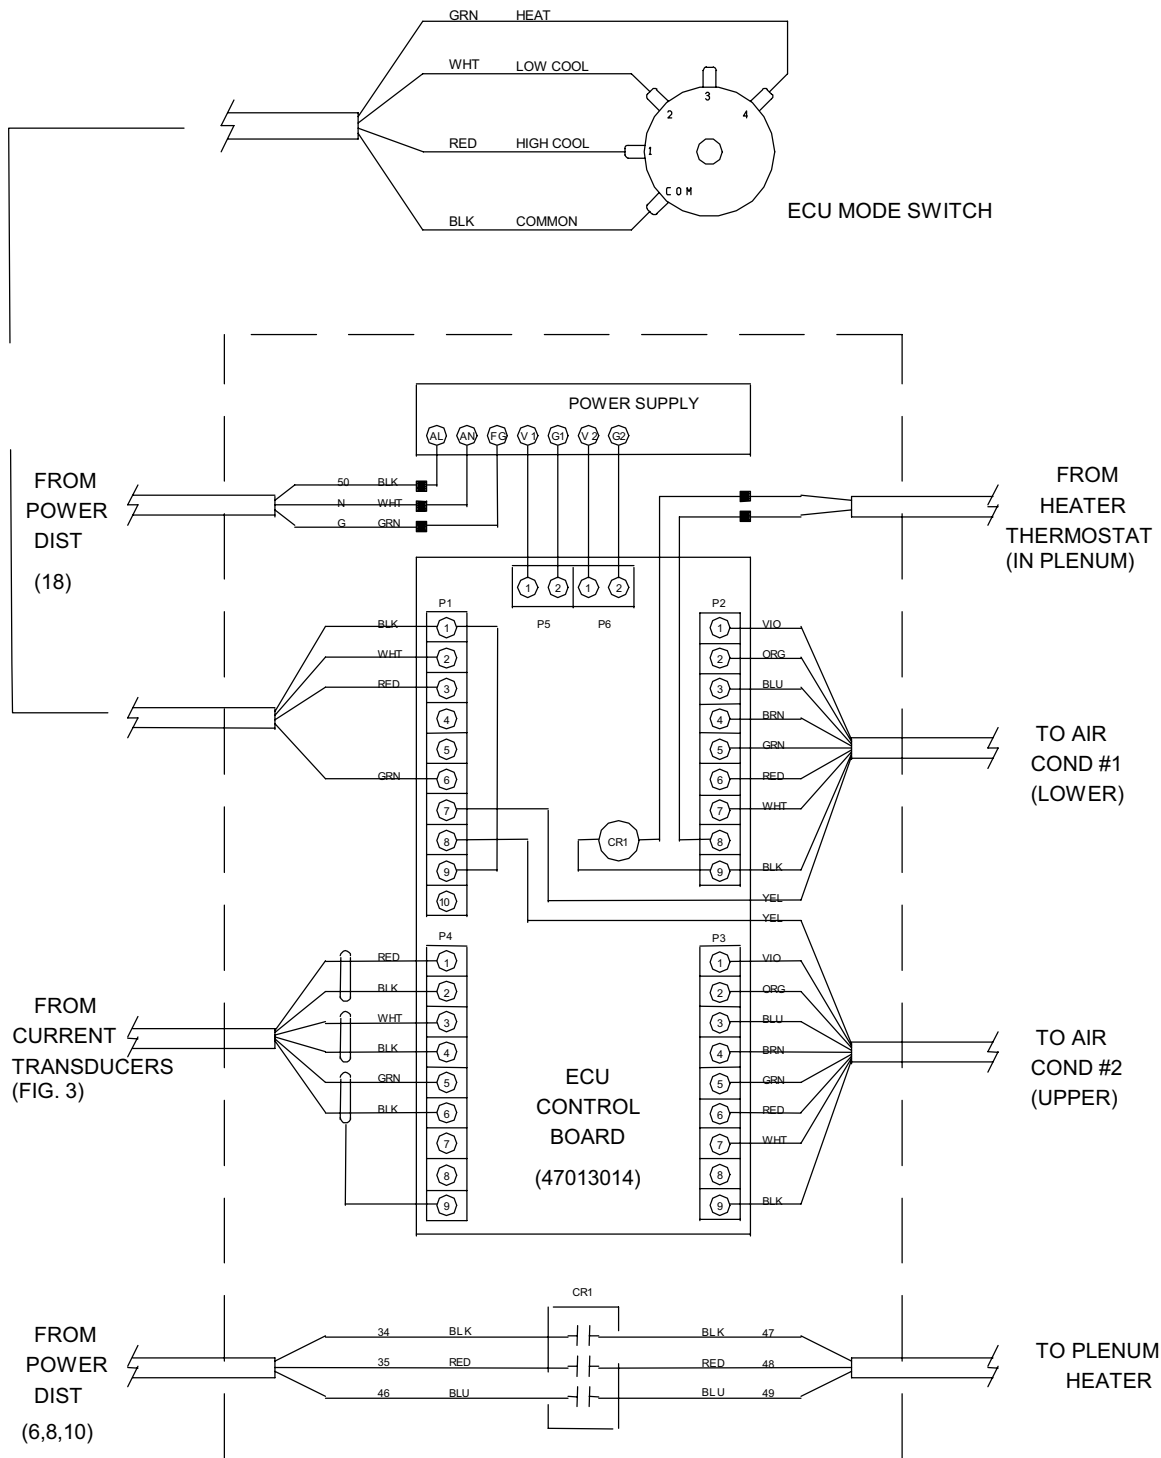 GRN HEAT
WHT LOW COOL
RED HIGH COOL
BLK COMMON
3
2
4
1
COM
ECU MODE SWITCH
POWER SUPPLY
AL AN FG V 1 G1 V 2 G2
FROM
POWER
DIST
(18)
50 BLK
N WHT
G GRN
FROM
HEATER
THERMOSTAT
(IN PLENUM)
1 2 1 2
P5 P6
P1
BLK 1
WHT 2
RED 3
4
5
GRN 6
7
8
9
10
P2
1 VIO
2 ORG
3 BLU
4 BRN
5 GRN
6 RED
7 WHT
8
9 BLK
YEL
YEL
CR1
TO AIR
COND #1
(LOWER)
FROM
CURRENT
TRANSDUCERS
(FIG. 3)
P4
RED 1
BLK 2
WHT 3
BLK 4
GRN 5
BLK 6
7
8
9
ECU
CONTROL
BOARD
(47013014)
P3
1 VIO
2 ORG
3 BLU
4 BRN
5 GRN
6 RED
7 WHT
8
9 BLK
TO AIR
COND #2
(UPPER)
FROM
POWER
DIST
(6,8,10)
CR1
34 BLK BLK 47
35 RED RED 48
46 BLU BLU 49
TO PLENUM
HEATER